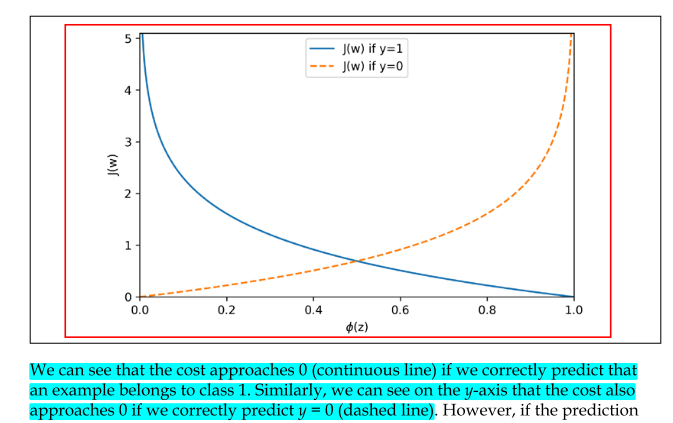 5
4
3
2
1
0
J(w)
J(w) if y=1
J(w) if y=0
0.0 0.2 0.4 0.6 0.8 1.0
ϕ(z)
We can see that the cost approaches 0 (continuous line) if we correctly predict that
an example belongs to class 1. Similarly, we can see on the y-axis that the cost also
approaches 0 if we correctly predict y = 0 (dashed line). However, if the prediction